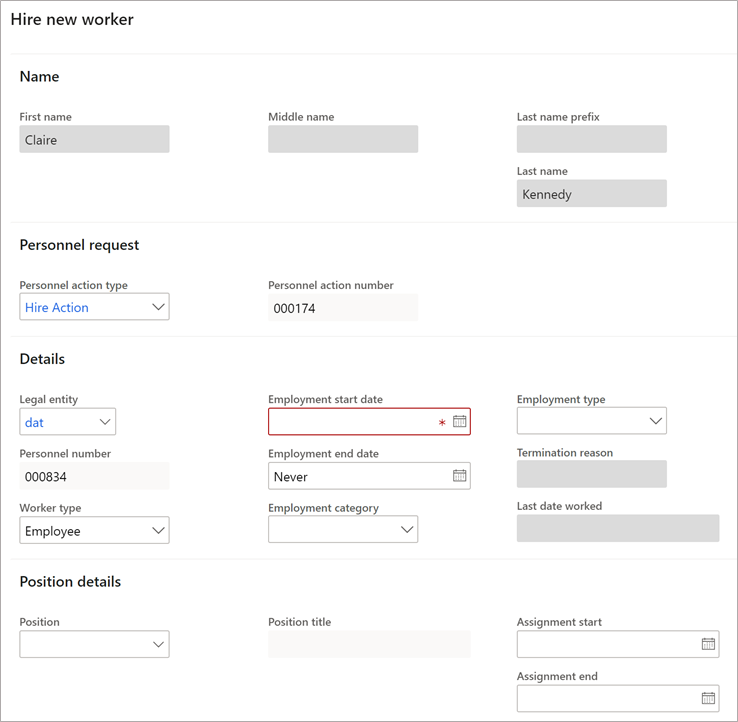 Hire new worker
Name
First name
Middle name
Last name prefix
Claire
Last name
Kennedy
Personnel request
Personnel action type
Personnel action number
Hire Action
000174
Details
Legal entity
Employment start date
Employment type
dat
*
Personnel number
Employment end date
Termination reason
000834
Never
Worker type
Employment category
Last date worked
Employee
Position details
Position
Position title
Assignment start
Assignment end